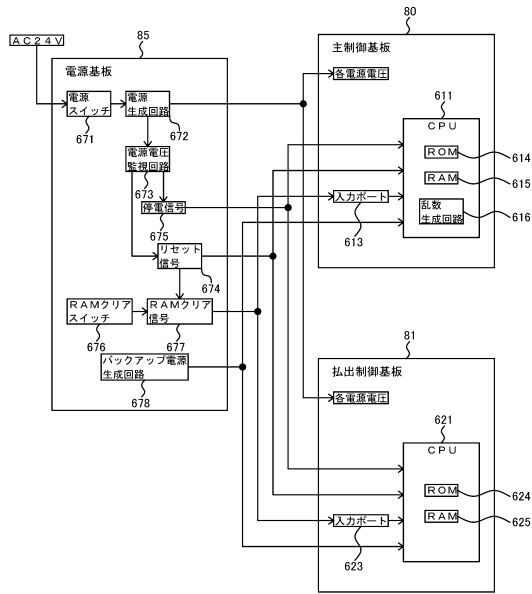 ＡＣ２４Ｖ
85
電源基板
電源
スイッチ
671
電源
生成回路
672
電源電圧
監視回路
673
停電信号
675
リセット
信号
674
ＲＡＭクリア
スイッチ
676
ＲＡＭクリア
信号
677
バックアップ電源
生成回路
678
80
主制御基板
各電源電圧
611
ＣＰＵ
ＲＯＭ
614
ＲＡＭ
615
入力ポート
613
乱数
生成回路
616
81
払出制御基板
各電源電圧
621
ＣＰＵ
ＲＯＭ
624
ＲＡＭ
625
入力ポート
623